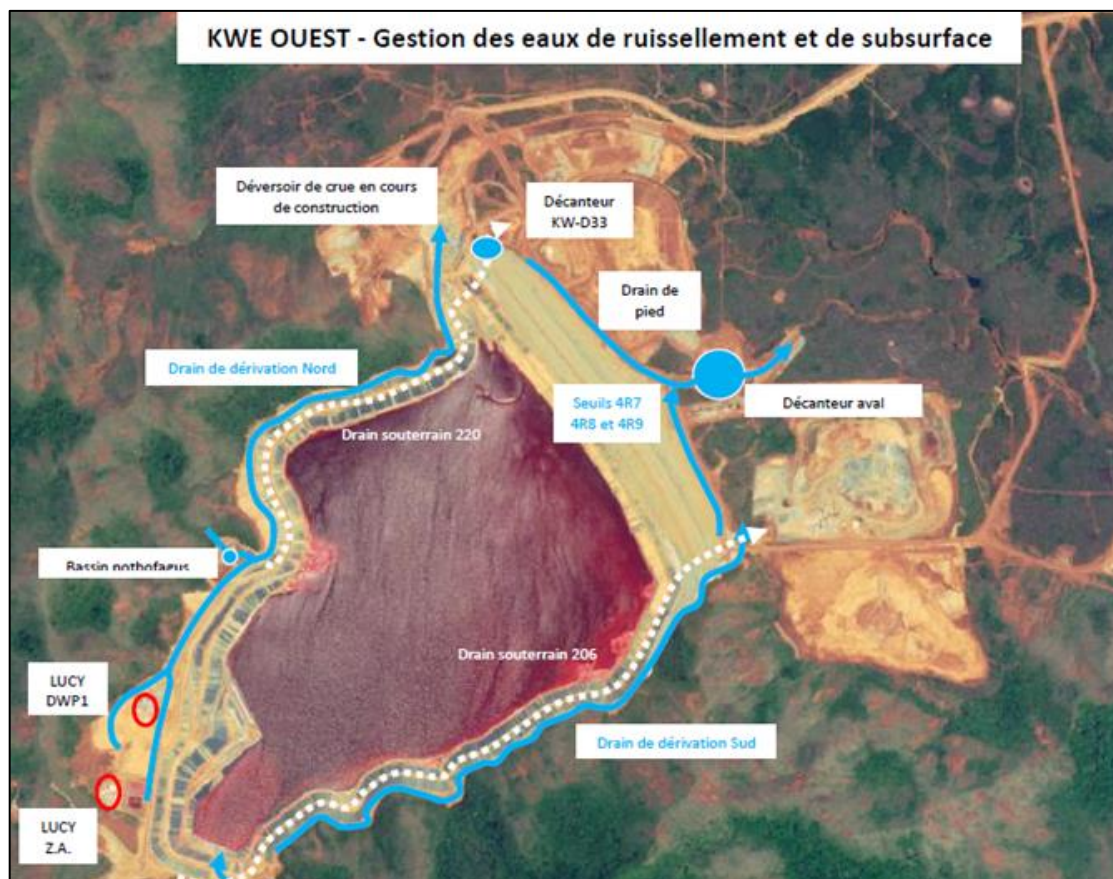 KWE OUEST - Gestion des eaux de ruissellement et de subsurface
Déversoir de crue en cours
de construction
Décanteur
KW-D33
Drain de
pied
Drain de dérivation Nord
Seuils 4R7
4R8 et 4R9
Décanteur aval
Drain souterrain 220
Bassin nothofagus
Drain souterrain 206
LUCY
DWP1
Drain de dérivation Sud
LUCY
Z.A.